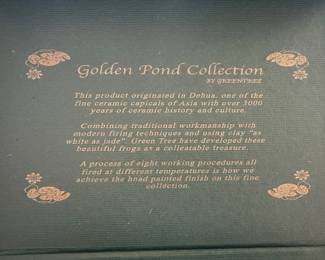 Golden Pond Collection
BY GREENTREE
This product originated in Dehua, one of the
fine ceramic capicals of Asia with over 3000
years of ceramic history and culture.
Combining traditional workmanship with
modern firing techniques and using clay "as
white as jade". Green Tree have developed these
beautiful frogs as a colleatable treasure.
A process of eight working procedures all
fired at different temperatures is how we
achieve the hnad painted finish on this fine
collection.